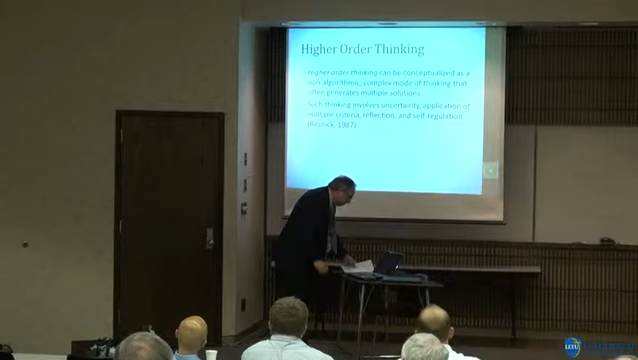 Higher Order Thinking
Higher order thinking can be conceptualized as a
non-algorithmic, complex mode of thinking that
often generates multiple solutions.
Such thinking involves uncertainty, application of
multiple criteria, reflection, and self-regulation
(Resnick, 1987)
LETU